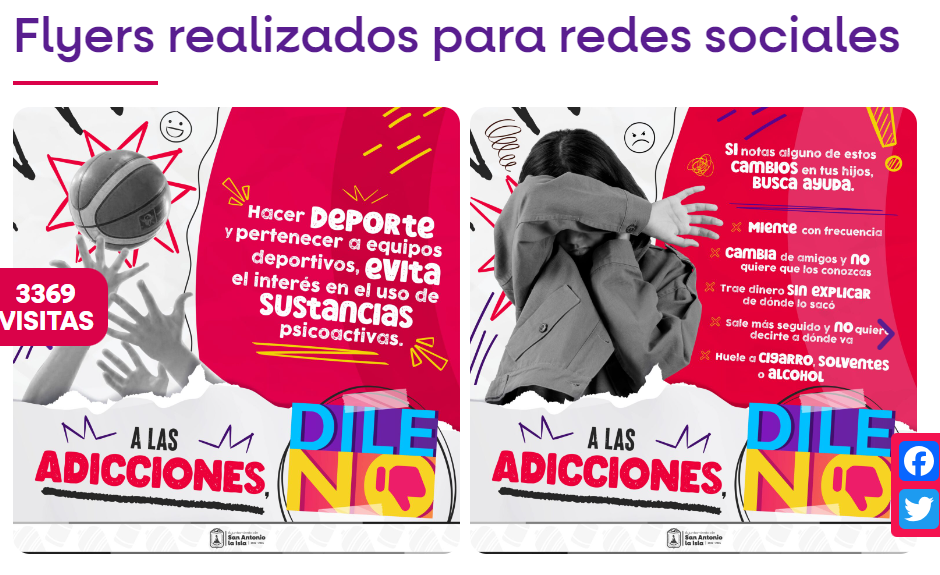 Flyers realizados para redes sociales
3369
VISITAS
Hacer DEPORTE
y pertenecer a equipos
deportivos, EVITA
el interés en el uso de
SUSTANCIAS
psicoactivas.
A LAS
ADICCIONES,
DILE
NO
San Antonio
la Isla
SI notas alguno de estos
CAMBIOS en tus hijos,
BUSCA AYUDA.
MIENTE con frecuencia
CAMBIA de amigos y NO
quiere que los conozcas
Trae dinero SIN EXPLICAR
de dónde lo sacó
Sale más seguido y NO quiere
decirte a dónde va
Huele a CIGARRO, SOLVENTES
o ALCOHOL
A LAS
ADICCIONES,
DILE
NO
San Antonio
la Isla